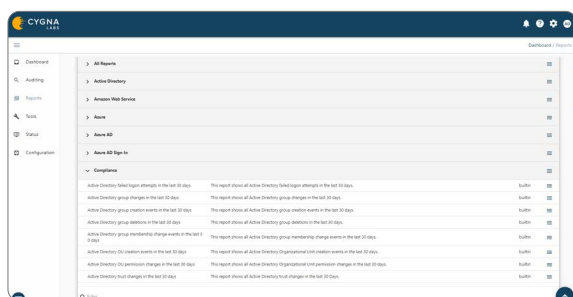 CYGNA
LABS
Dashboard / Reports
Dashboard
Auditing
Reports
Tools
Status
Configuration
All Reports
Active Directory
Amazon Web Service
Azure
Azure AD
Azure AD Sign-In
Compliance
Active Directory failed logon attempts in the last 30 days This report shows all Active Directory failed logon attempts in the last 30 days. builtin
Active Directory group changes in the last 30 days This report shows all Active Directory group changes in the last 30 days. builtin
Active Directory group creation events in the last 30 days This report shows all Active Directory group creation events in the last 30 days. builtin
Active Directory group deletions in the last 30 days This report shows all Active Directory group deletions in the last 30 days. builtin
Active Directory group membership change events in the last 3
0 days This report shows all Active Directory group membership change events in the last 30 days. builtin
Active Directory OU creation events in the last 30 days This report shows all Active Directory Organizational Unit creation events in the last 30 days. builtin
Active Directory OU permission changes in the last 30 days This report shows all Active Directory Organizational Unit permission changes in the last 30 days. builtin
Active Directory trust changes in the last 30 days This report shows all Active Directory trust changes in the last 30 Days. builtin